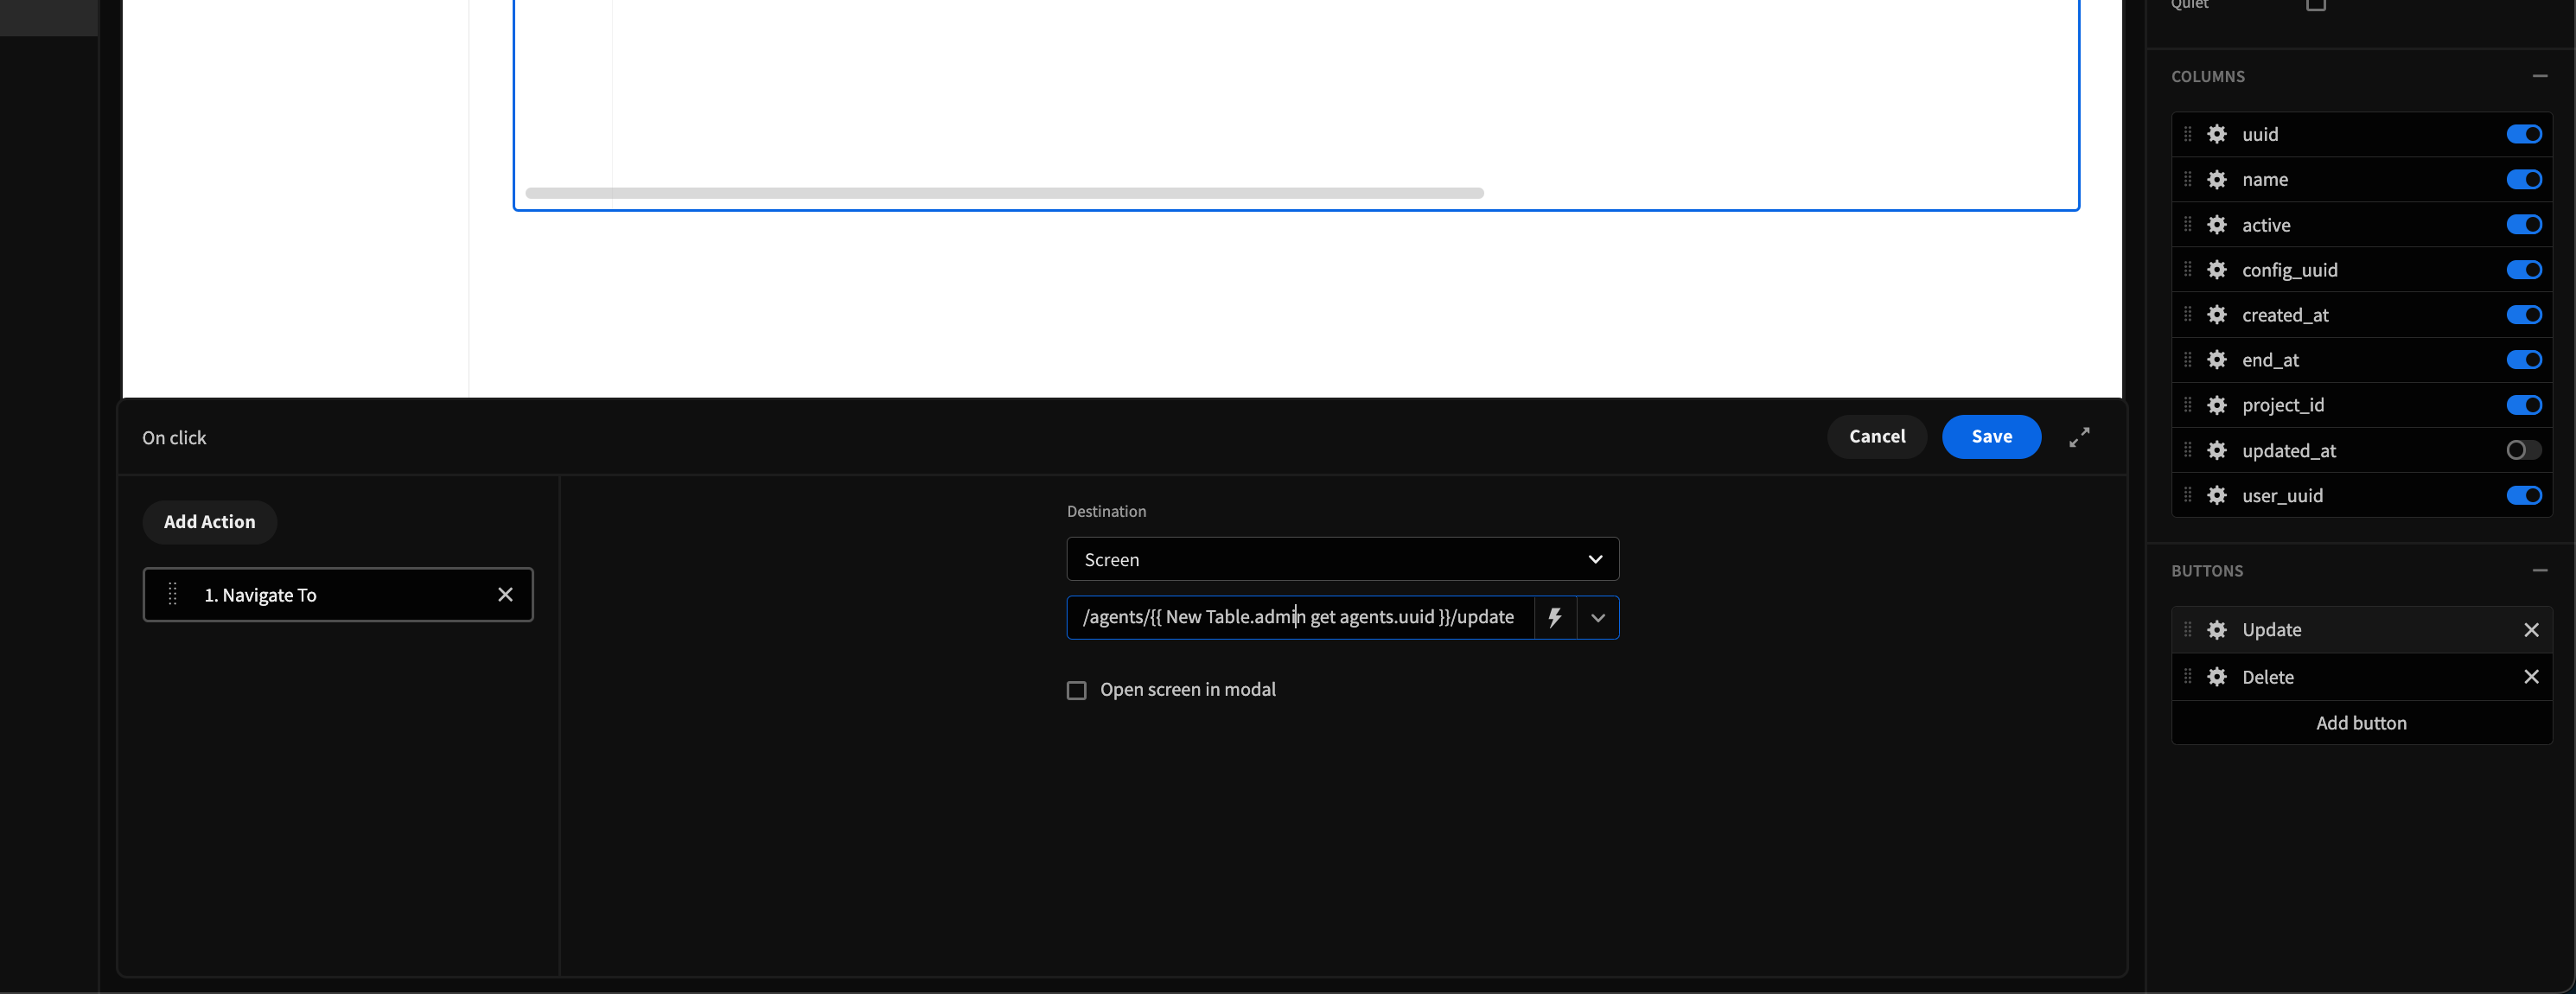 Quiet
COLUMNS
uuid
name
active
config_uuid
created_at
end_at
project_id
updated_at
user_uuid
BUTTONS
Update
Delete
Add button
On click
Cancel
Save
Add Action
1. Navigate To
Destination
Screen
/agents/{{ New Table.admin get agents.uuid }}/update
Open screen in modal